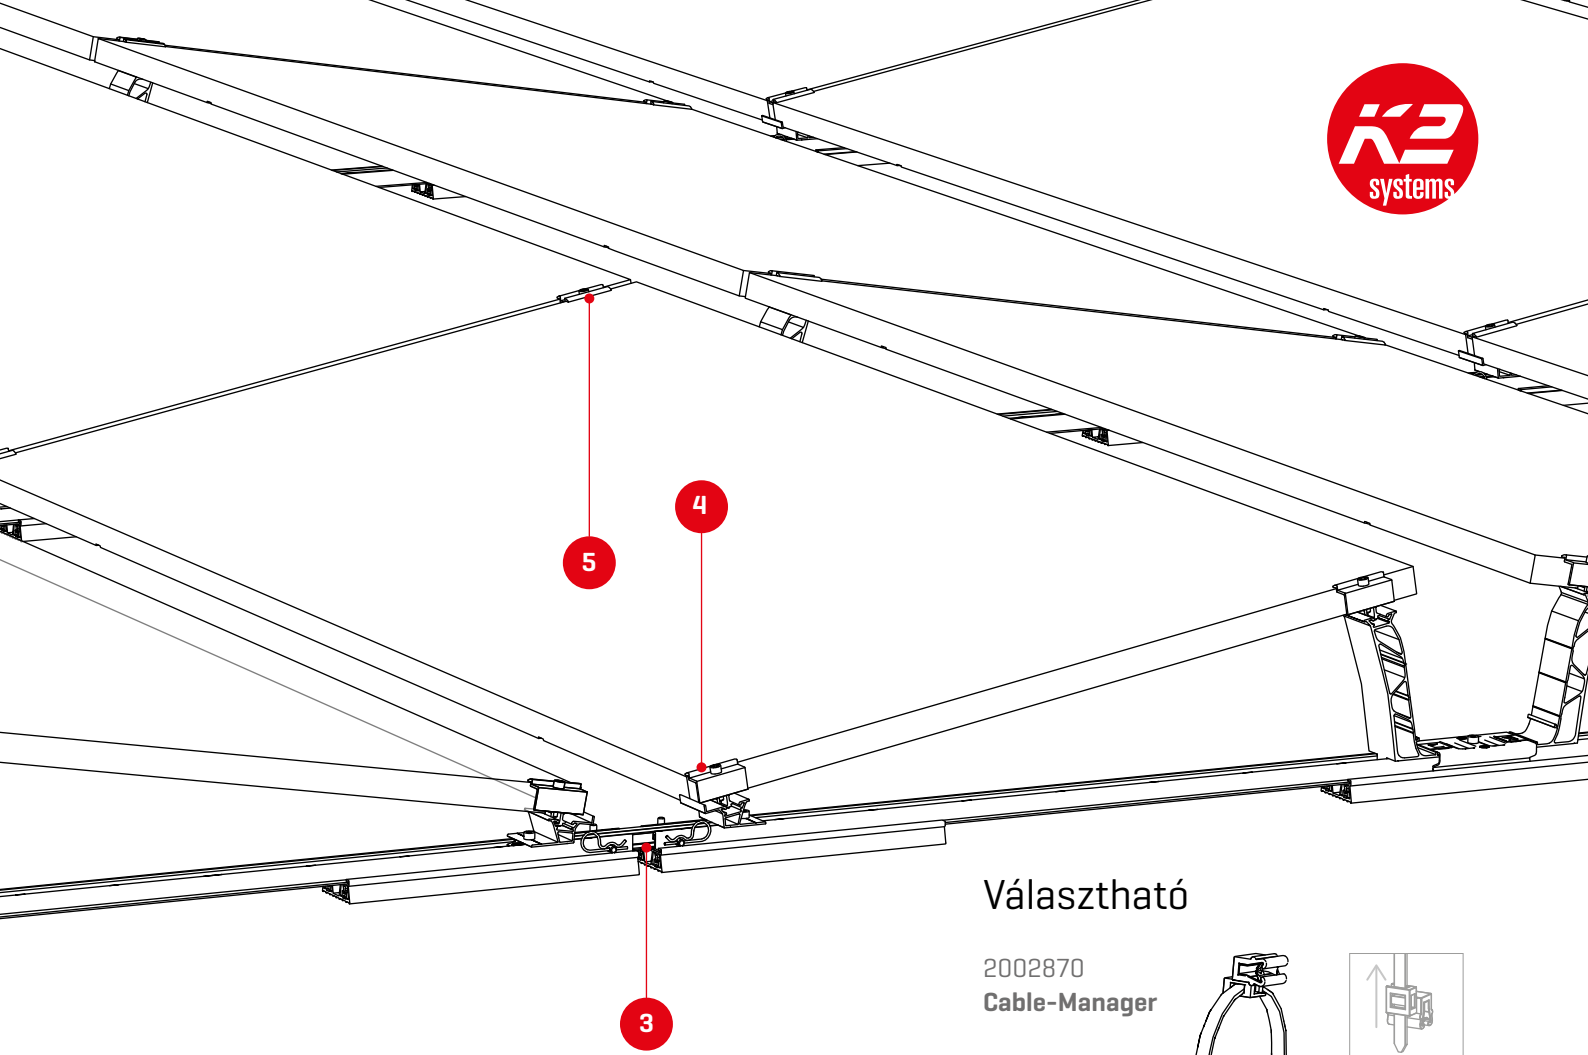 K2
systems
5
4
3
Választható
2002870
Cable-Manager